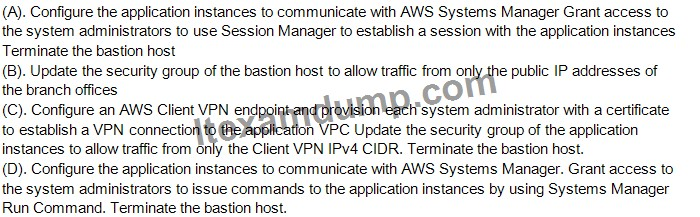 (A). Configure the application instances to communicate with AWS Systems Manager Grant access to
the system administrators to use Session Manager to establish a session with the application instances
Terminate the bastion host
(B). Update the security group of the bastion host to allow traffic from only the public IP addresses of
the branch offices
(C). Configure an AWS Client VPN endpoint and provision each system administrator with a certificate
to establish a VPN connection to the application VPC Update the security group of the application
instances to allow traffic from only the Client VPN IPv4 CIDR. Terminate the bastion host.
(D). Configure the application instances to communicate with AWS Systems Manager. Grant access to
the system administrators to issue commands to the application instances by using Systems Manager
Run Command. Terminate the bastion host.
Itexamdump.com